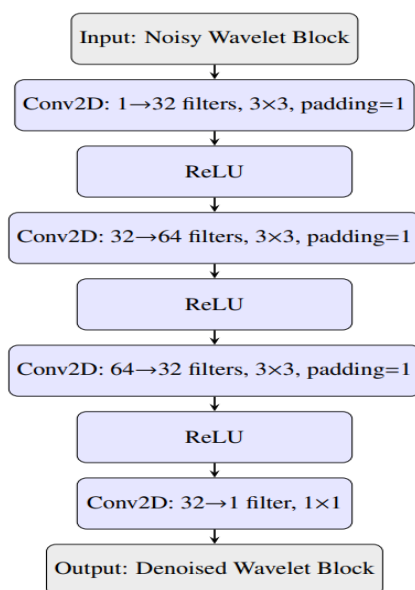 Input: Noisy Wavelet Block
Conv2D: 1→32 filters, 3×3, padding=1
ReLU
Conv2D: 32→64 filters, 3×3, padding=1
ReLU
Conv2D: 64→32 filters, 3×3, padding=1
ReLU
Conv2D: 32→1 filter, 1×1
Output: Denoised Wavelet Block